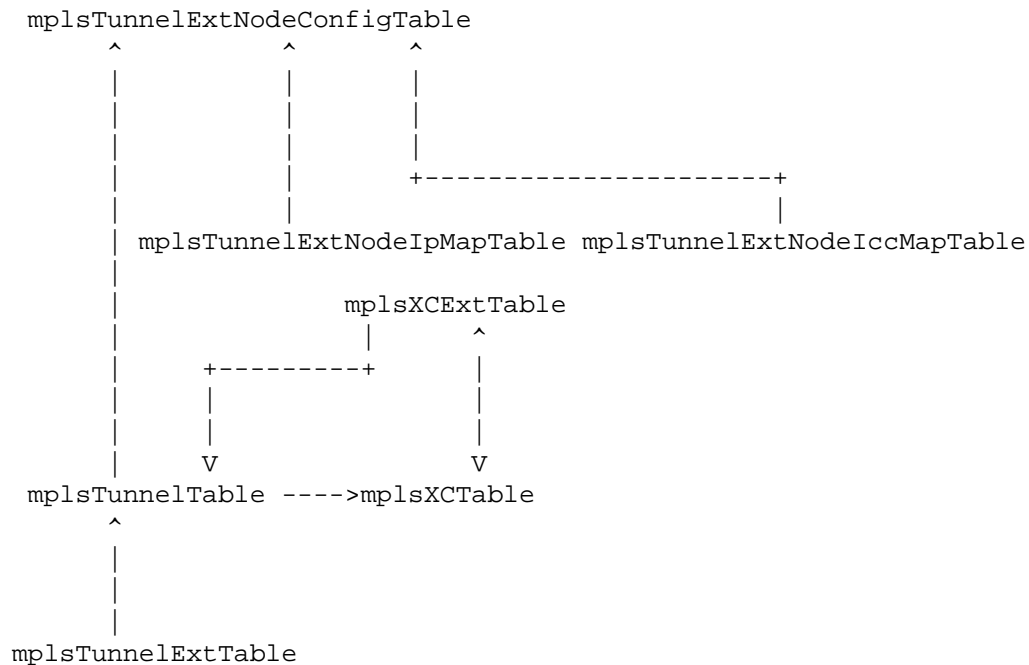 mplsTunnelExtNodeConfigTable
mplsTunnelExtNodeIpMapTable mplsTunnelExtNodeIccMapTable
mplsXCExtTable
mplsTunnelTable ---->mplsXCTable
mplsTunnelExtTable